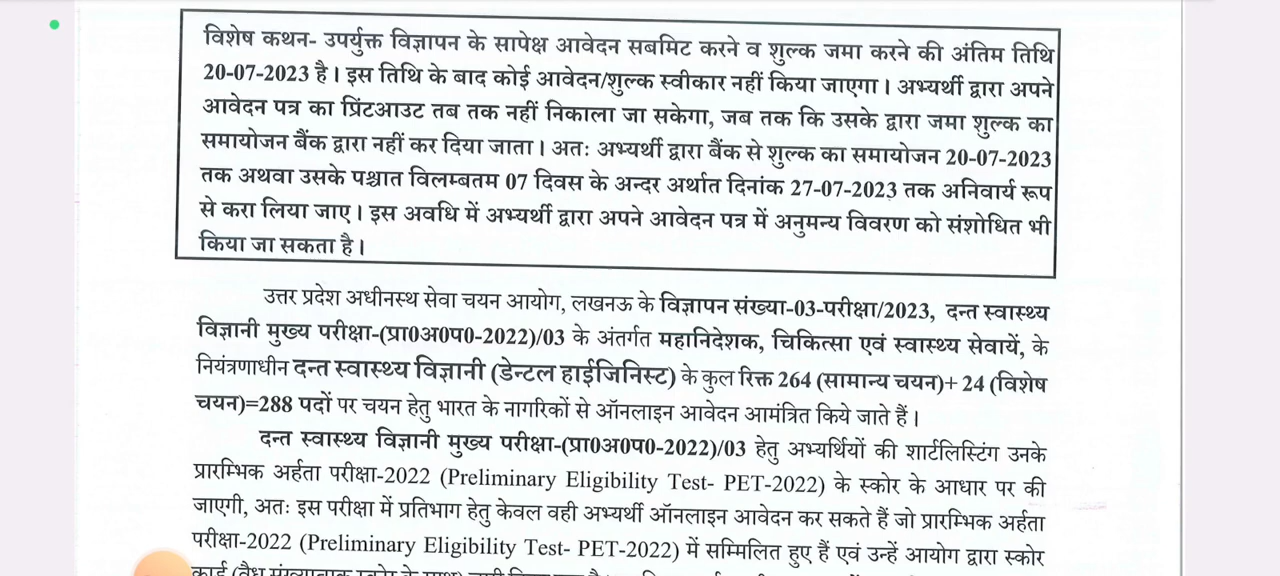 विशेष कथन- उपर्युक्त विज्ञापन के सापेक्ष आवेदन सबमिट करने व शुल्क जमा करने की अंतिम तिथि
20-07-2023 है। इस तिथि के बाद कोई आवेदन/शुल्क स्वीकार नहीं किया जाएगा। अभ्यर्थी द्वारा अपने
आवेदन पत्र का प्रिंटआउट तब तक नहीं निकाला जा सकेगा, जब तक कि उसके द्वारा जमा शुल्क का
समायोजन बैंक द्वारा नहीं कर दिया जाता। अतः अभ्यर्थी द्वारा बैंक से शुल्क का समायोजन 20-07-2023
तक अथवा उसके पश्चात विलम्बतम 07 दिवस के अन्दर अर्थात दिनांक 27-07-2023 तक अनिवार्य रूप
से करा लिया जाए। इस अवधि में अभ्यर्थी द्वारा अपने आवेदन पत्र में अनुमन्य विवरण को संशोधित भी
किया जा सकता है।
उत्तर प्रदेश अधीनस्थ सेवा चयन आयोग, लखनऊ के विज्ञापन संख्या-03-परीक्षा/2023, दन्त स्वास्थ्य
विज्ञानी मुख्य परीक्षा-(प्रा0अ0प0-2022)/03 के अंतर्गत महानिदेशक, चिकित्सा एवं स्वास्थ्य सेवायें, के
नियंत्रणाधीन दन्त स्वास्थ्य विज्ञानी (डेन्टल हाईजिनिस्ट) के कुल रिक्त 264 (सामान्य चयन)+ 24 (विशेष
चयन)=288 पदों पर चयन हेतु भारत के नागरिकों से ऑनलाइन आवेदन आमंत्रित किये जाते हैं।
दन्त स्वास्थ्य विज्ञानी मुख्य परीक्षा-(प्रा0अ0प0-2022)/03 हेतु अभ्यर्थियों की शार्टलिस्टिंग उनके
प्रारम्भिक अर्हता परीक्षा-2022 (Preliminary Eligibility Test- PET-2022) के स्कोर के आधार पर की
जाएगी, अतः इस परीक्षा में प्रतिभाग हेतु केवल वही अभ्यर्थी ऑनलाइन आवेदन कर सकते हैं जो प्रारम्भिक अर्हता
परीक्षा-2022 (Preliminary Eligibility Test- PET-2022) में सम्मिलित हुए हैं एवं उन्हें आयोग द्वारा स्कोर